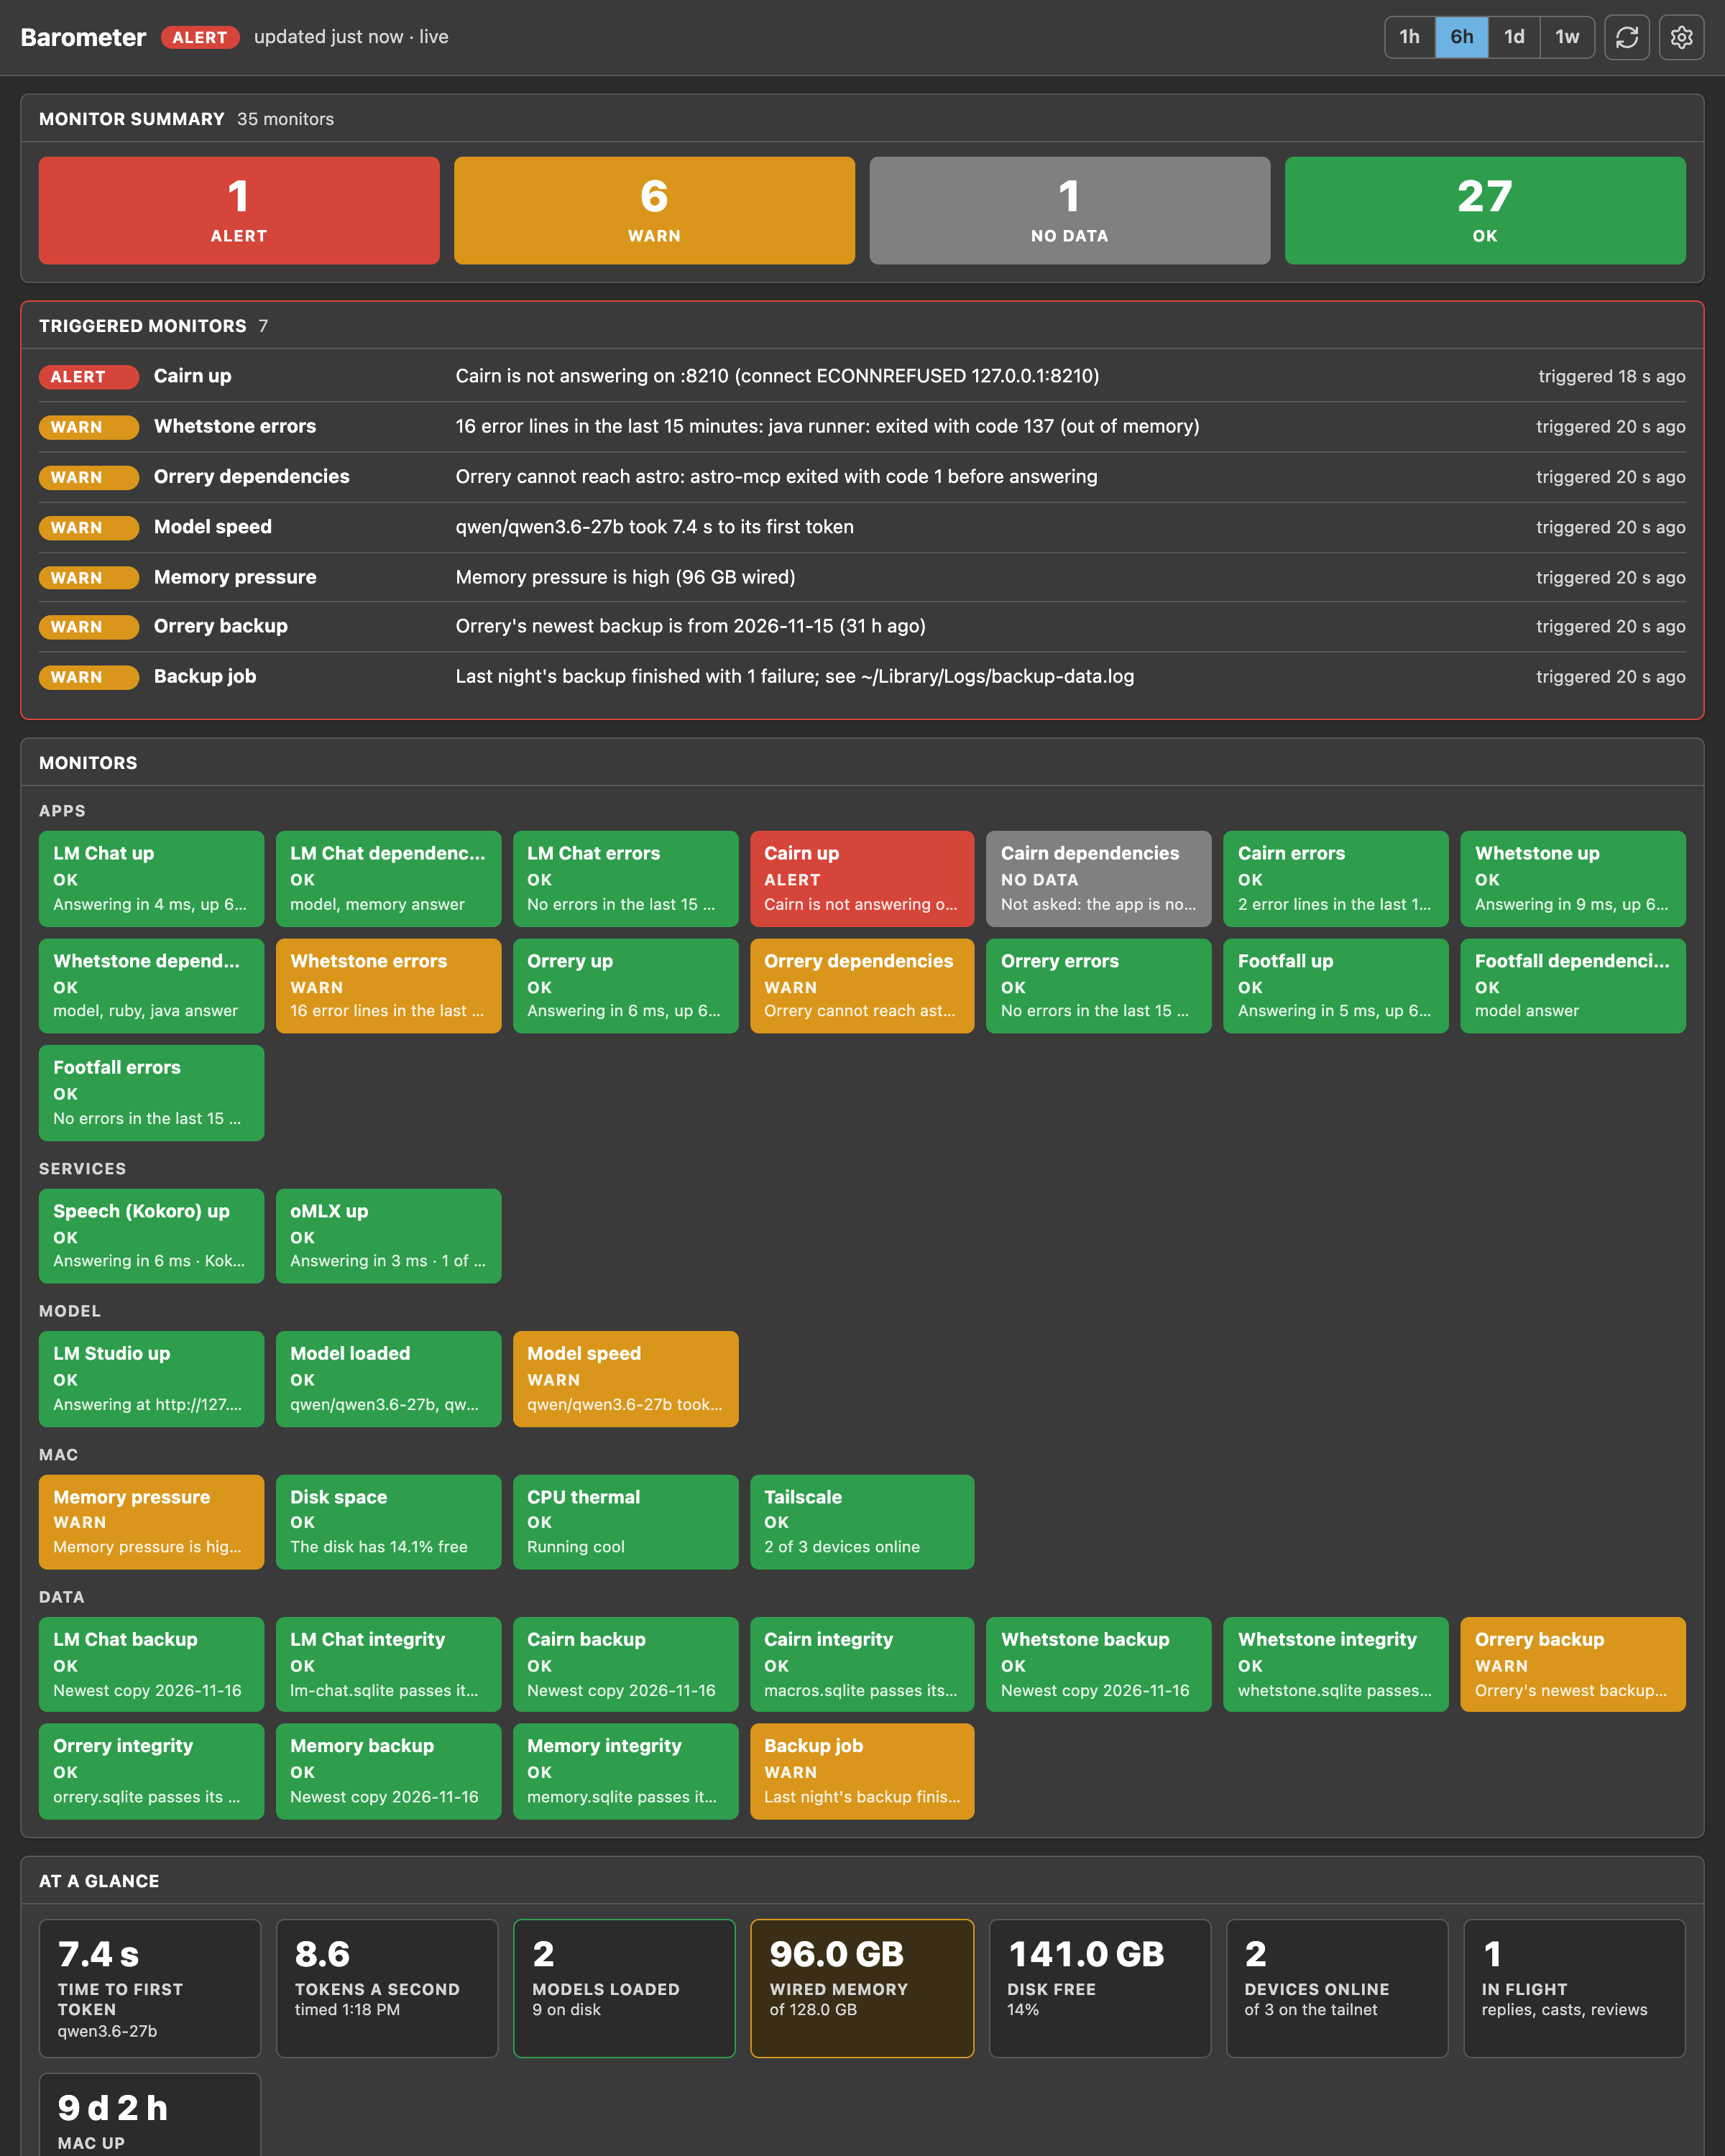 Barometer ALERT updated just now · live 1h 6h 1d 1w
MONITOR SUMMARY 35 monitors
1
ALERT
6
WARN
1
NO DATA
27
OK
TRIGGERED MONITORS 7
ALERT Cairn up Cairn is not answering on :8210 (connect ECONNREFUSED 127.0.0.1:8210) triggered 18 s ago
WARN Whetstone errors 16 error lines in the last 15 minutes: java runner: exited with code 137 (out of memory) triggered 20 s ago
WARN Orrery dependencies Orrery cannot reach astro: astro-mcp exited with code 1 before answering triggered 20 s ago
WARN Model speed qwen/qwen3.6-27b took 7.4 s to its first token triggered 20 s ago
WARN Memory pressure Memory pressure is high (96 GB wired) triggered 20 s ago
WARN Orrery backup Orrery's newest backup is from 2026-11-15 (31 h ago) triggered 20 s ago
WARN Backup job Last night's backup finished with 1 failure; see ~/Library/Logs/backup-data.log triggered 20 s ago
MONITORS
APPS
LM Chat up
OK
Answering in 4 ms, up 6...
LM Chat dependenc...
OK
model, memory answer
LM Chat errors
OK
No errors in the last 15 ...
Cairn up
ALERT
Cairn is not answering o...
Cairn dependencies
NO DATA
Not asked: the app is no...
Cairn errors
OK
2 error lines in the last 1...
Whetstone up
OK
Answering in 9 ms, up 6...
Whetstone depend...
OK
model, ruby, java answer
Whetstone errors
WARN
16 error lines in the last ...
Orrery up
OK
Answering in 6 ms, up 6...
Orrery dependencies
WARN
Orrery cannot reach ast...
Orrery errors
OK
No errors in the last 15 ...
Footfall up
OK
Answering in 5 ms, up 6...
Footfall dependenci...
OK
model answer
Footfall errors
OK
No errors in the last 15 ...
SERVICES
Speech (Kokoro) up
OK
Answering in 6 ms · Kok...
oMLX up
OK
Answering in 3 ms · 1 of ...
MODEL
LM Studio up
OK
Answering at http://127....
Model loaded
OK
qwen/qwen3.6-27b, qw...
Model speed
WARN
qwen/qwen3.6-27b took...
MAC
Memory pressure
WARN
Memory pressure is hig...
Disk space
OK
The disk has 14.1% free
CPU thermal
OK
Running cool
Tailscale
OK
2 of 3 devices online
DATA
LM Chat backup
OK
Newest copy 2026-11-16
LM Chat integrity
OK
lm-chat.sqlite passes it...
Cairn backup
OK
Newest copy 2026-11-16
Cairn integrity
OK
macros.sqlite passes its...
Whetstone backup
OK
Newest copy 2026-11-16
Whetstone integrity
OK
whetstone.sqlite passes...
Orrery backup
WARN
Orrery's newest backup...
Orrery integrity
OK
orrery.sqlite passes its ...
Memory backup
OK
Newest copy 2026-11-16
Memory integrity
OK
memory.sqlite passes it...
Backup job
WARN
Last night's backup finis...
AT A GLANCE
7.4 s
TIME TO FIRST
TOKEN
qwen3.6-27b
8.6
TOKENS A SECOND
timed 1:18 PM
2
MODELS LOADED
9 on disk
96.0 GB
WIRED MEMORY
of 128.0 GB
141.0 GB
DISK FREE
14%
2
DEVICES ONLINE
of 3 on the tailnet
1
IN FLIGHT
replies, casts, reviews
9 d 2 h
MAC UP